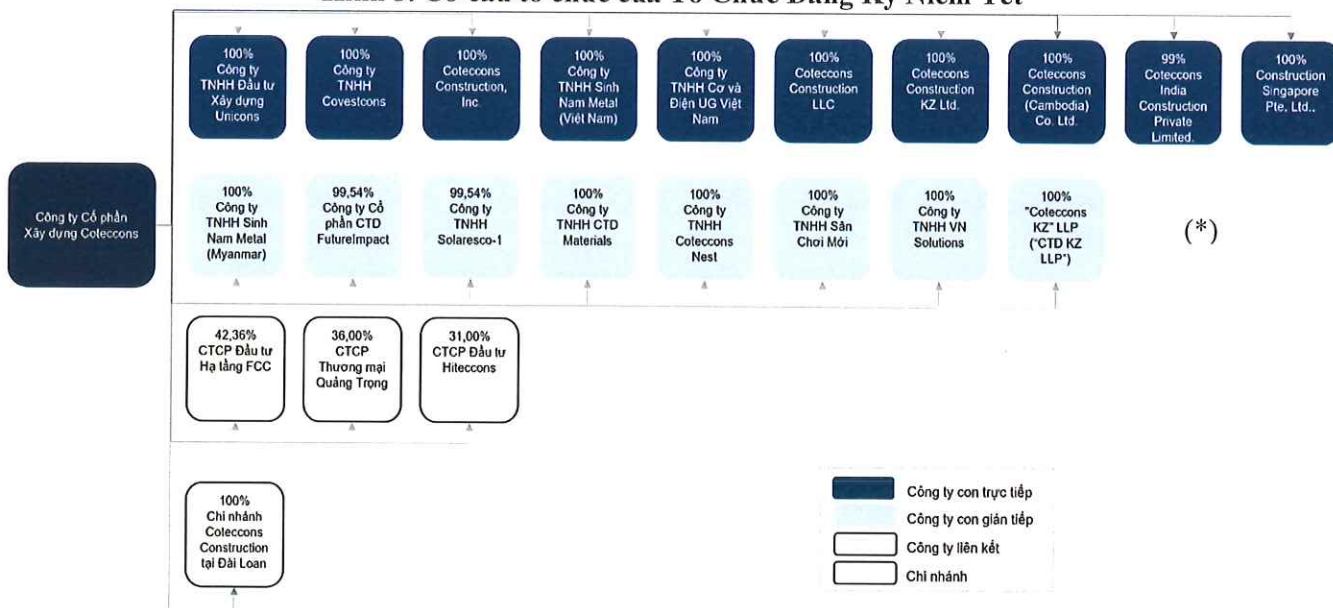 100%
Công ty
TNHH Đầu tư
Xây dựng
Unicons
100%
Công ty
TNHH
Covestcons
100%
Coteccons
Construction,
Inc.
100%
Công ty
TNHH Sinh
Nam Metal
(Việt Nam)
100%
Công ty
TNHH Cơ và
Điện UG Việt
Nam
100%
Coteccons
Construction
LLC
100%
Coteccons
Construction
KZ Ltd.
100%
Coteccons
Construction
(Cambodia)
Co. Ltd.
99%
Coteccons
India
Construction
Private
Limited.
100%
Construction
Singapore
Pte. Ltd..
Công ty Cổ phần
Xây dựng Coteccons
100%
Công ty
TNHH Sinh
Nam Metal
(Myanmar)
99,54%
Công ty Cổ
phần CTD
FutureImpact
99,54%
Công ty
TNHH
Solaresco-1
100%
Công ty
TNHH CTD
Materials
100%
Công ty
TNHH
Coteccons
Nest
100%
Công ty
TNHH Sân
Chơi Mới
100%
Công ty
TNHH VN
Solutions
100%
"Coteccons
KZ" LLP
("CTD KZ
LLP")
(*)
42,36%
CTCP Đầu tư
Hạ tầng FCC
36,00%
CTCP
Thương mại
Quảng Trọng
31,00%
CTCP Đầu tư
Hiteccons
100%
Chi nhánh
Coteccons
Construction
tại Đài Loan
Công ty con trực tiếp
Công ty con gián tiếp
Công ty liên kết
Chi nhánh